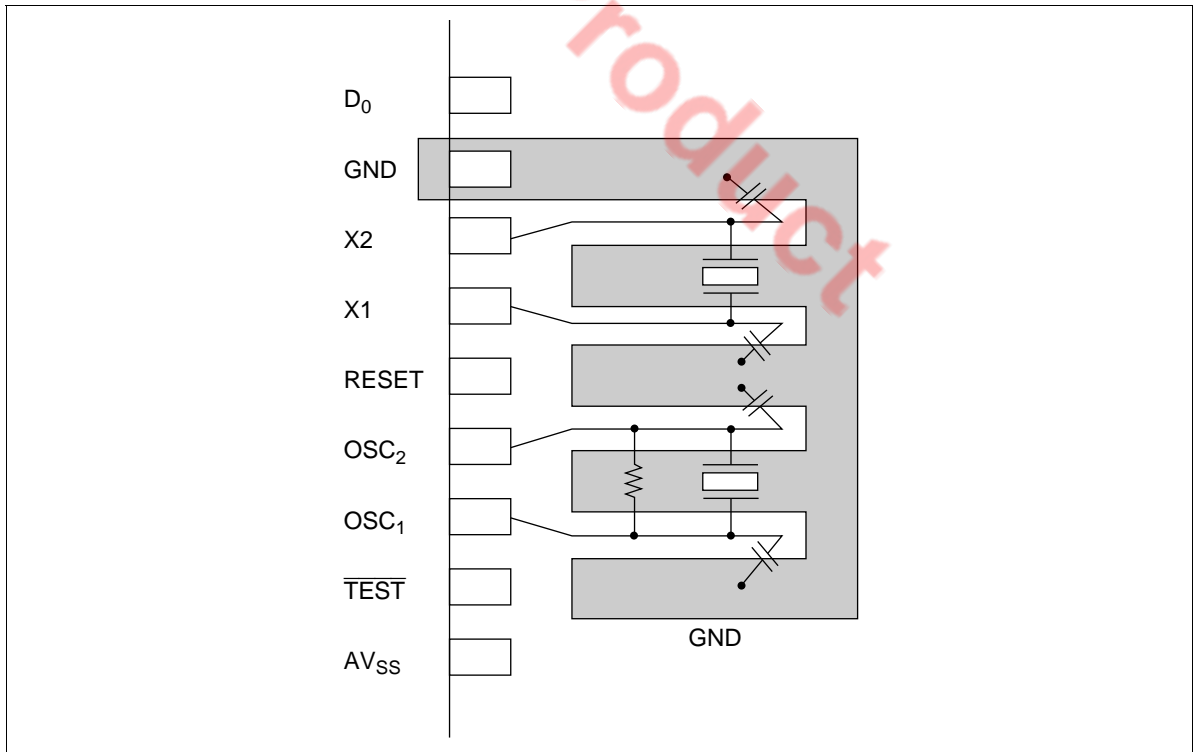 roduct
D₀
GND
X2
X1
RESET
OSC₂
OSC₁
TEST
AVSS
GND